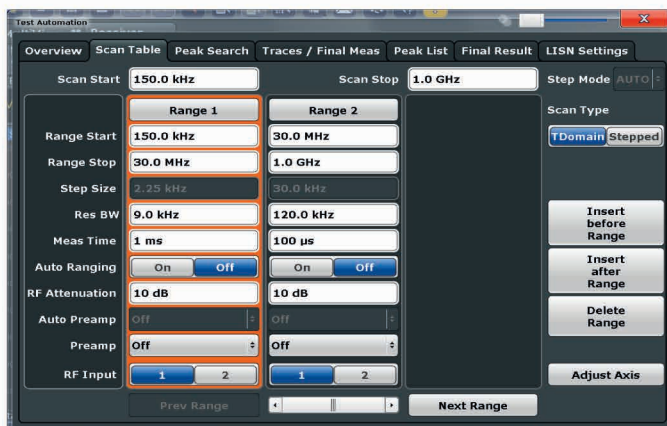 Test Automation
Overview Scan Table Peak Search Traces / Final Meas Peak List Final Result LISN Settings
Scan Start 150.0 kHz Scan Stop 1.0 GHz Step Mode AUTO
Range 1 Range 2 Scan Type
Range Start 150.0 kHz 30.0 MHz
TDomain Stepped
Range Stop 30.0 MHz 1.0 GHz
Step Size 2.25 kHz 30.0 kHz
Res BW 9.0 kHz 120.0 kHz
Insert before Range
Meas Time 1 ms 100 µs
Auto Ranging On Off On Off
Insert after Range
RF Attenuation 10 dB 10 dB
Auto Preamp Off Off
Delete Range
Preamp Off Off
RF Input 1 2 1 2
Adjust Axis
Prev Range Next Range